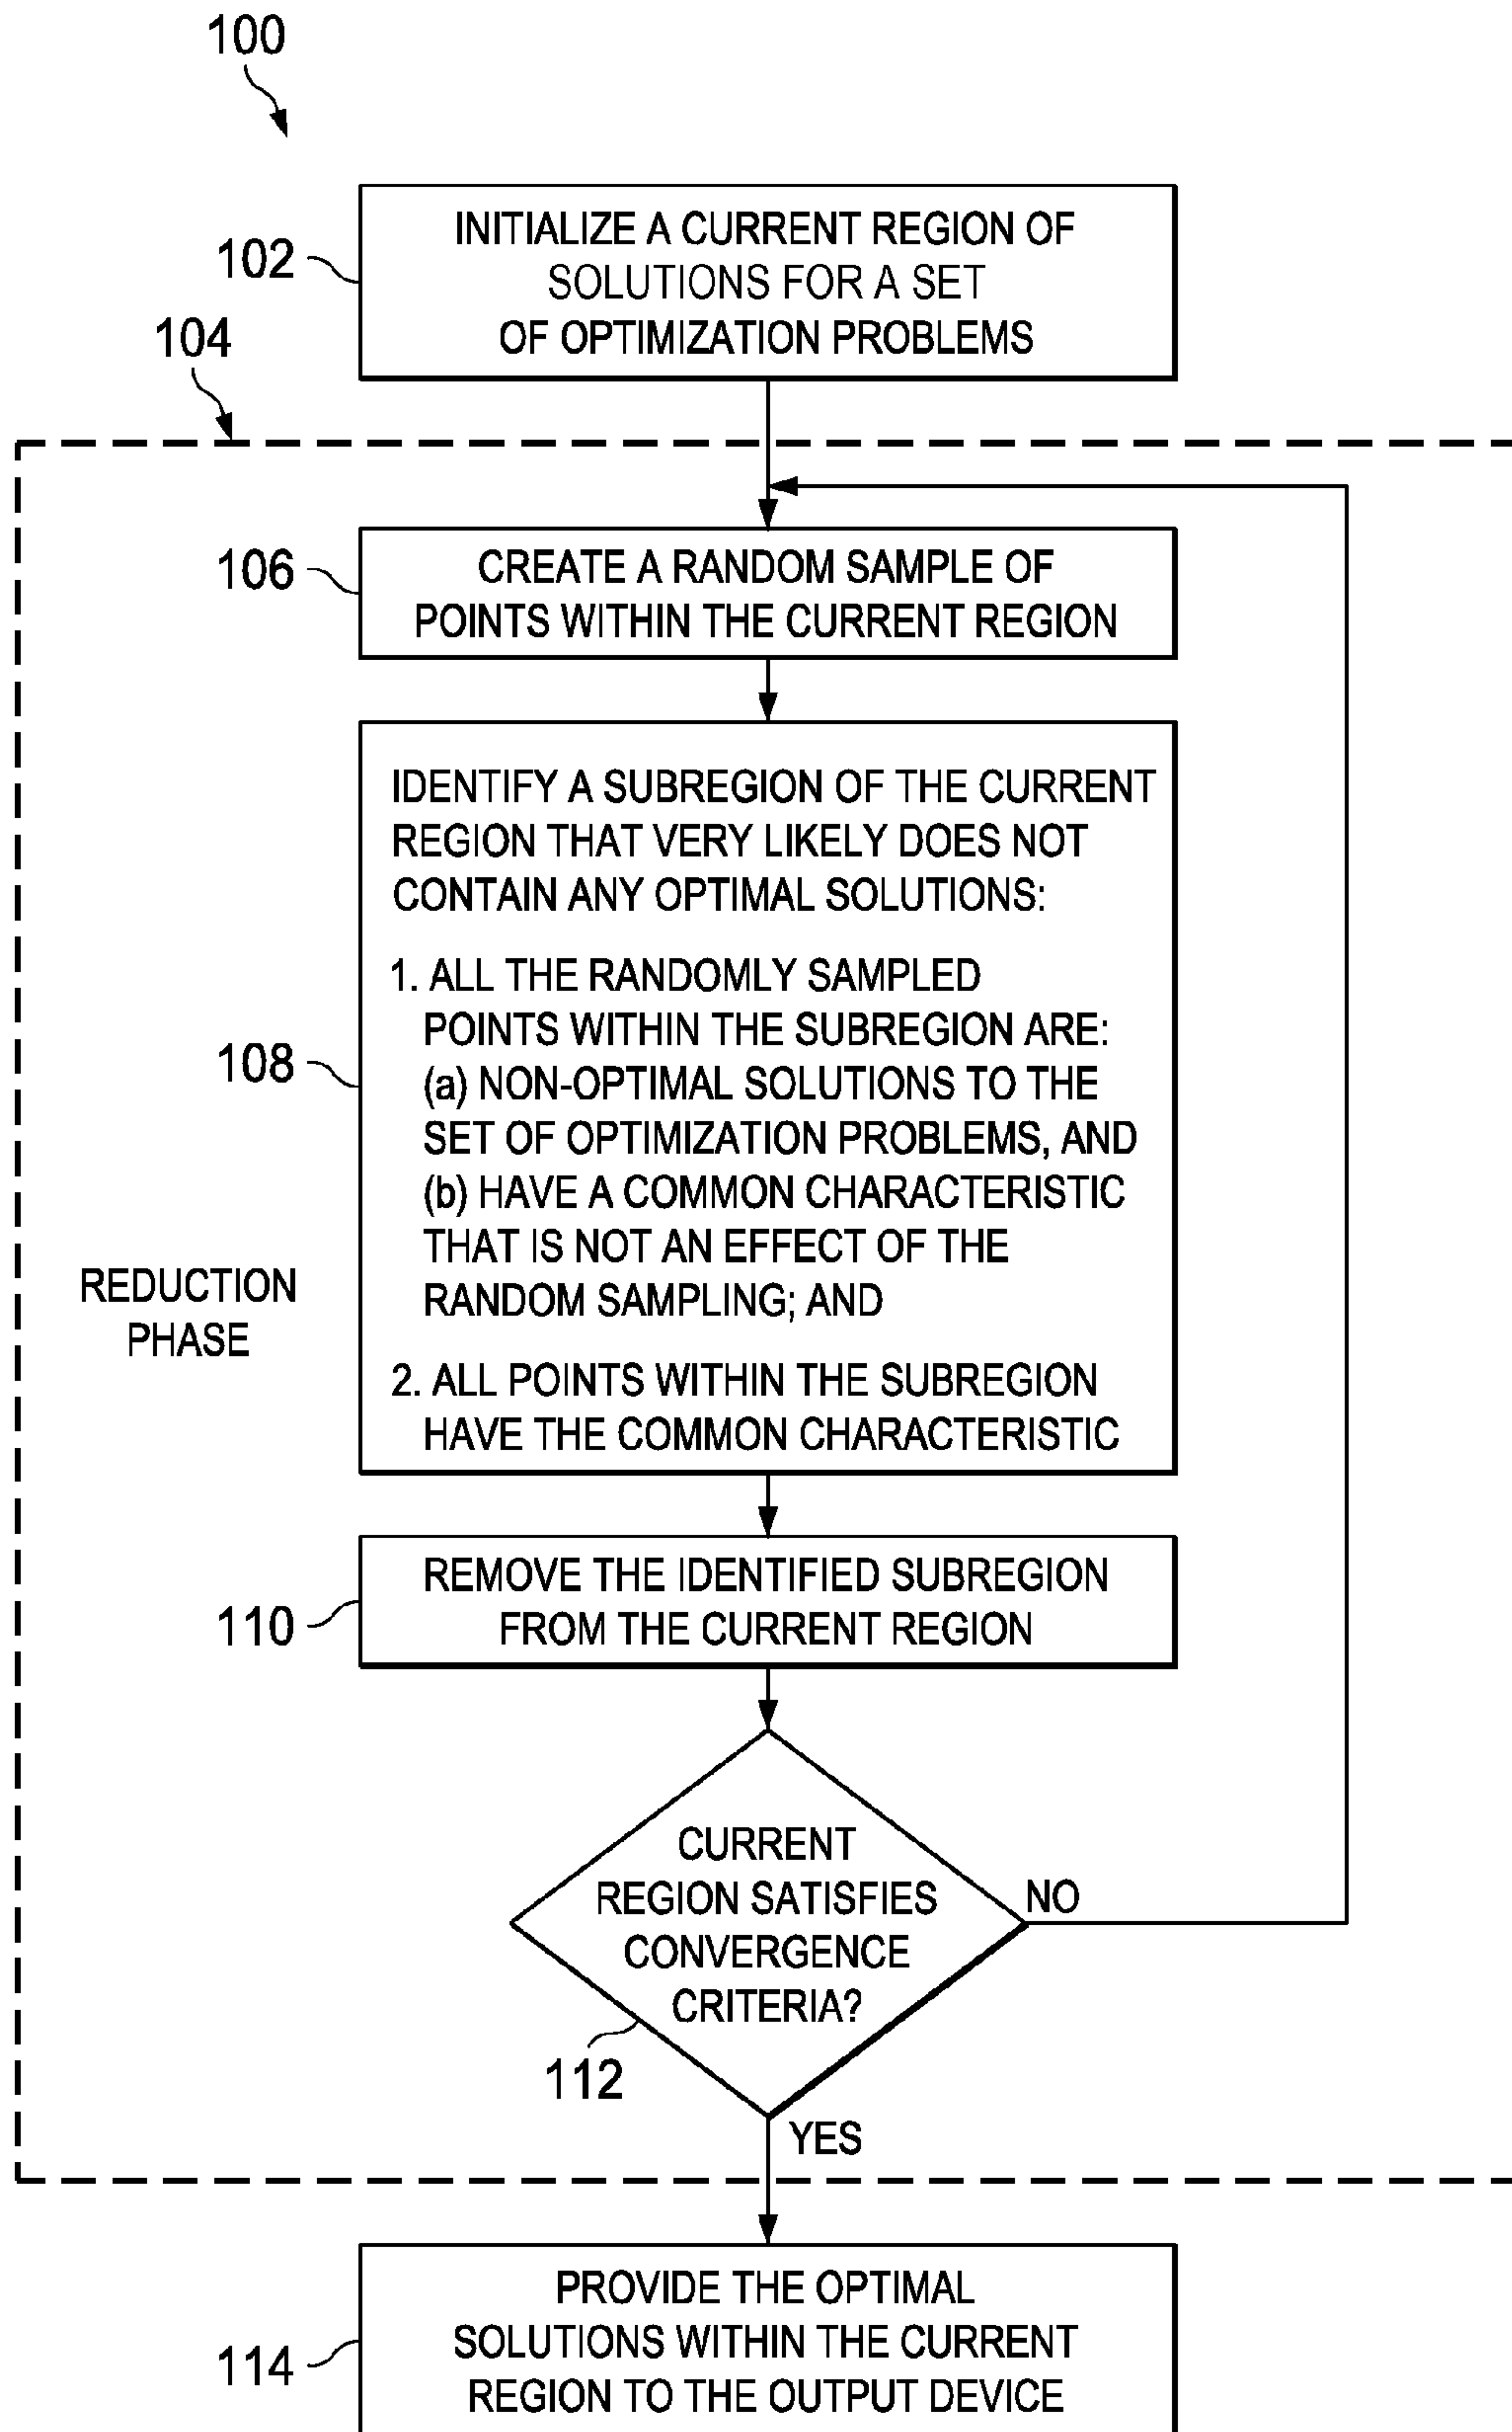 100
102
INITIALIZE A CURRENT REGION OF
SOLUTIONS FOR A SET
OF OPTIMIZATION PROBLEMS
104
106
CREATE A RANDOM SAMPLE OF
POINTS WITHIN THE CURRENT REGION
108
IDENTIFY A SUBREGION OF THE CURRENT
REGION THAT VERY LIKELY DOES NOT
CONTAIN ANY OPTIMAL SOLUTIONS:
1. ALL THE RANDOMLY SAMPLED
POINTS WITHIN THE SUBREGION ARE:
(a) NON-OPTIMAL SOLUTIONS TO THE
SET OF OPTIMIZATION PROBLEMS, AND
(b) HAVE A COMMON CHARACTERISTIC
THAT IS NOT AN EFFECT OF THE
RANDOM SAMPLING; AND
2. ALL POINTS WITHIN THE SUBREGION
HAVE THE COMMON CHARACTERISTIC
REDUCTION
PHASE
110
REMOVE THE IDENTIFIED SUBREGION
FROM THE CURRENT REGION
CURRENT
REGION SATISFIES
CONVERGENCE
CRITERIA?
NO
112
YES
114
PROVIDE THE OPTIMAL
SOLUTIONS WITHIN THE CURRENT
REGION TO THE OUTPUT DEVICE